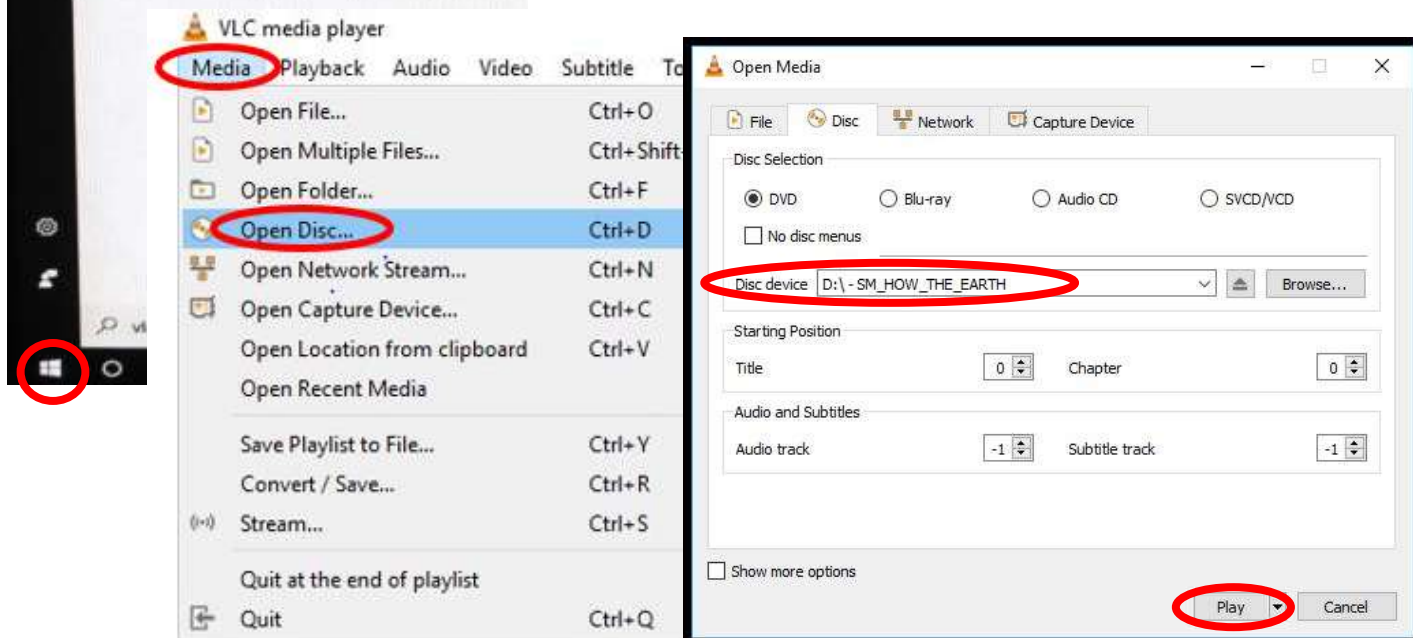 vl
VLC media player
Media Playback Audio Video Subtitle To
Open File... Ctrl+O
Open Multiple Files... Ctrl+Shift
Open Folder... Ctrl+F
Open Disc... Ctrl+D
Open Network Stream... Ctrl+N
Open Capture Device... Ctrl+C
Open Location from clipboard Ctrl+V
Open Recent Media
Save Playlist to File... Ctrl+Y
Convert / Save... Ctrl+R
Stream... Ctrl+S
Quit at the end of playlist
Quit Ctrl+Q
Open Media
File Disc Network Capture Device
Disc Selection
DVD Blu-ray Audio CD SVCD/VCD
No disc menus
Disc device D:\ - SM_HOW_THE_EARTH Browse...
Starting Position
Title 0 Chapter 0
Audio and Subtitles
Audio track -1 Subtitle track -1
Show more options
Play Cancel